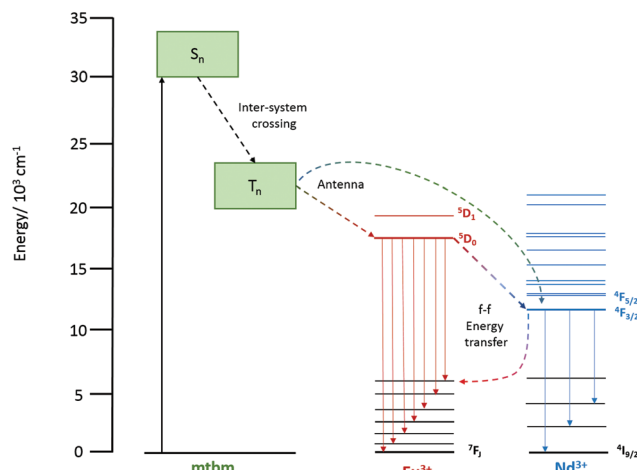 35
30
25
20
15
10
5
0
Energy/ 10³ cm⁻¹
Sₙ
Inter-system
crossing
Tₙ
Antenna
⁵D₁
⁵D₀
⁴F₅/₂
⁴F₃/₂
f-f
Energy
transfer
⁷Fⱼ
⁴I₉/₂
mtbm
Eu³⁺
Nd³⁺